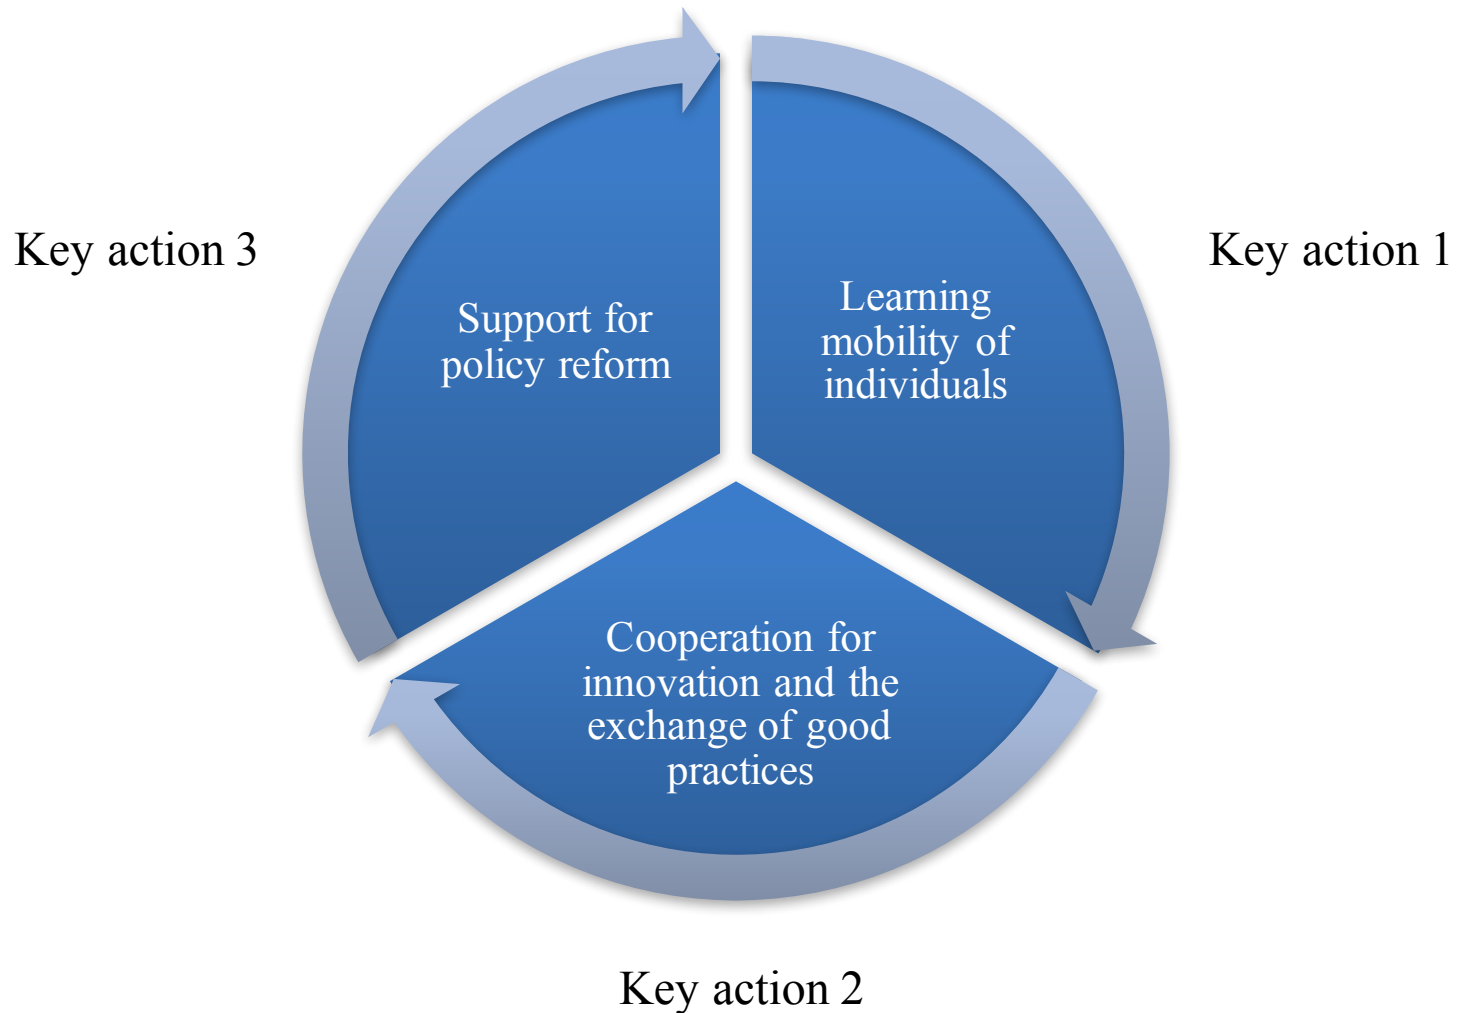 Key action 3
Key action 1
Support for
policy reform
Learning
mobility of
individuals
Cooperation for
innovation and the
exchange of good
practices
Key action 2